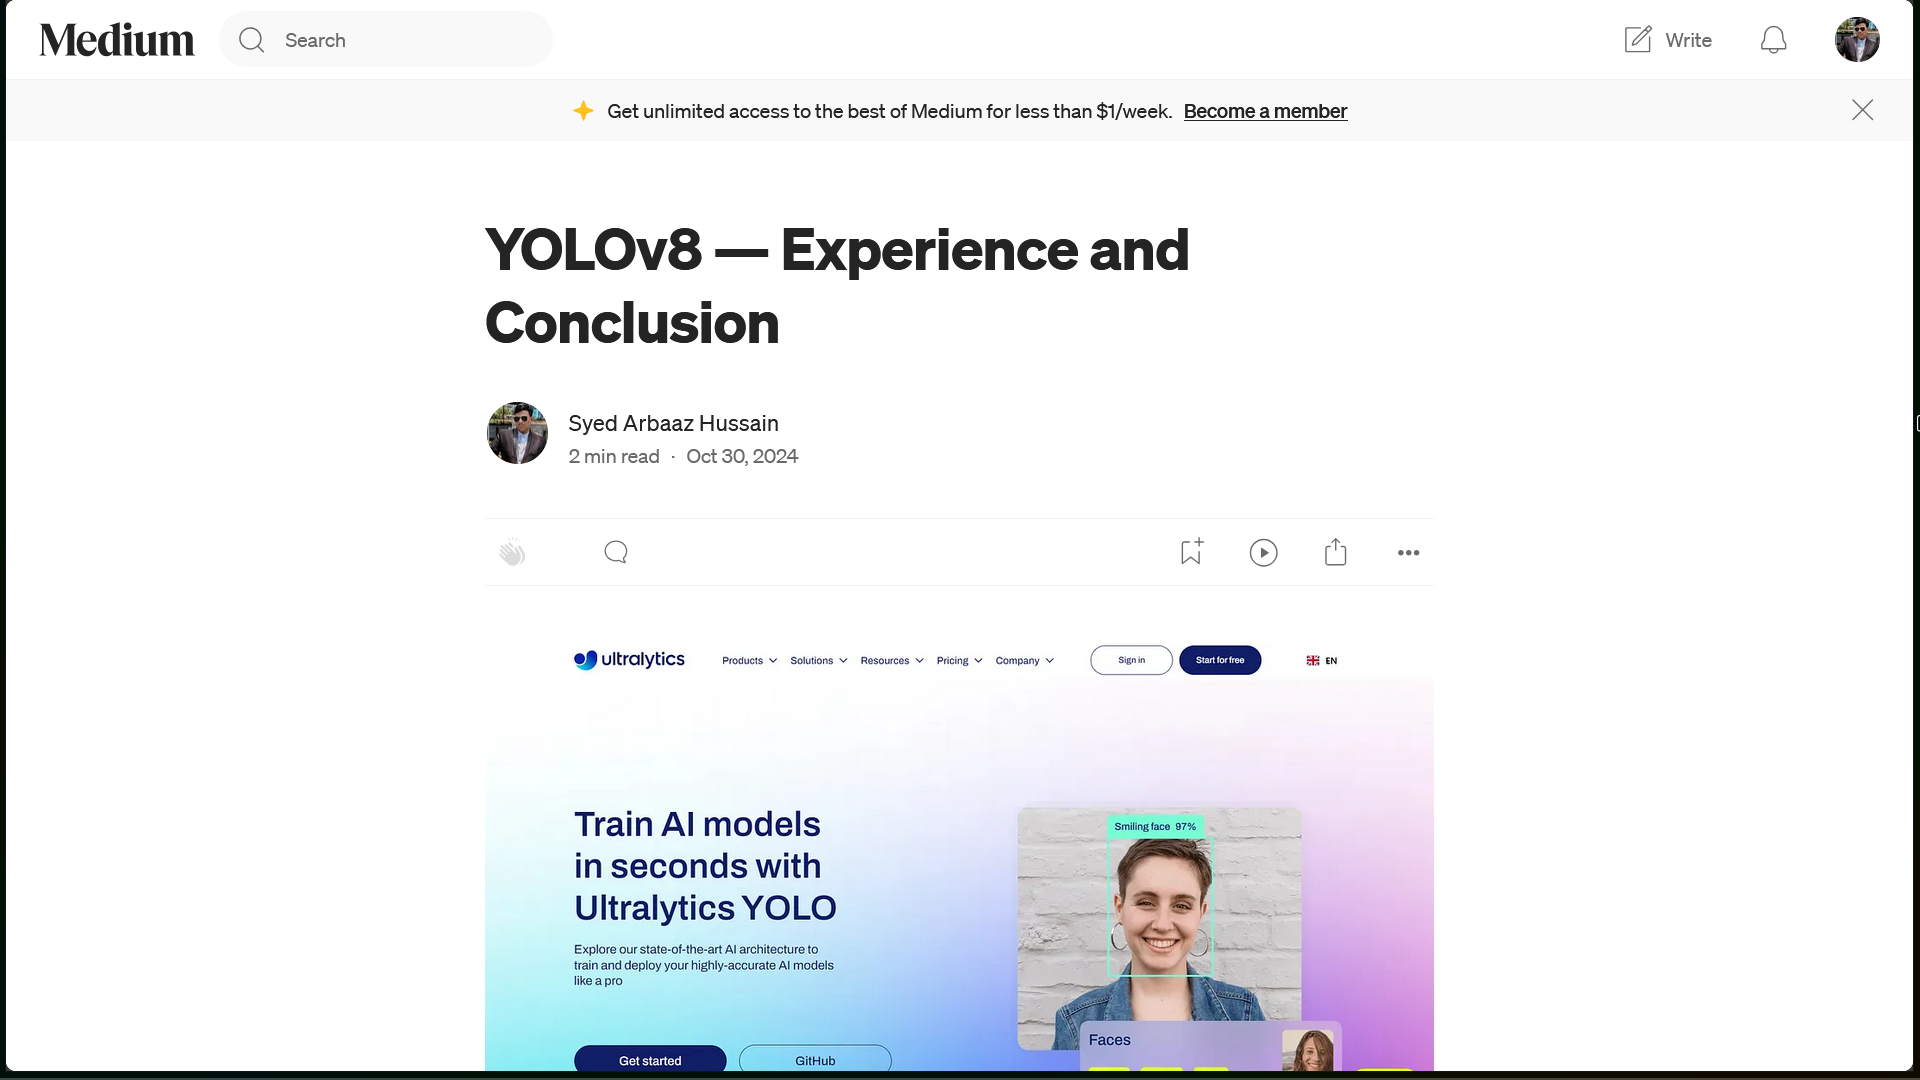 Medium
Search
Write
Get unlimited access to the best of Medium for less than $1/week. Become a member
YOLOv8 — Experience and
Conclusion
Syed Arbaaz Hussain
2 min read · Oct 30, 2024
ultralytics
Products
Solutions
Resources
Pricing
Company
Sign in
Start for free
EN
Train AI models
in seconds with
Ultralytics YOLO
Explore our state-of-the-art AI architecture to
train and deploy your highly-accurate AI models
like a pro
Get started
GitHub
Smiling face 97%
Faces